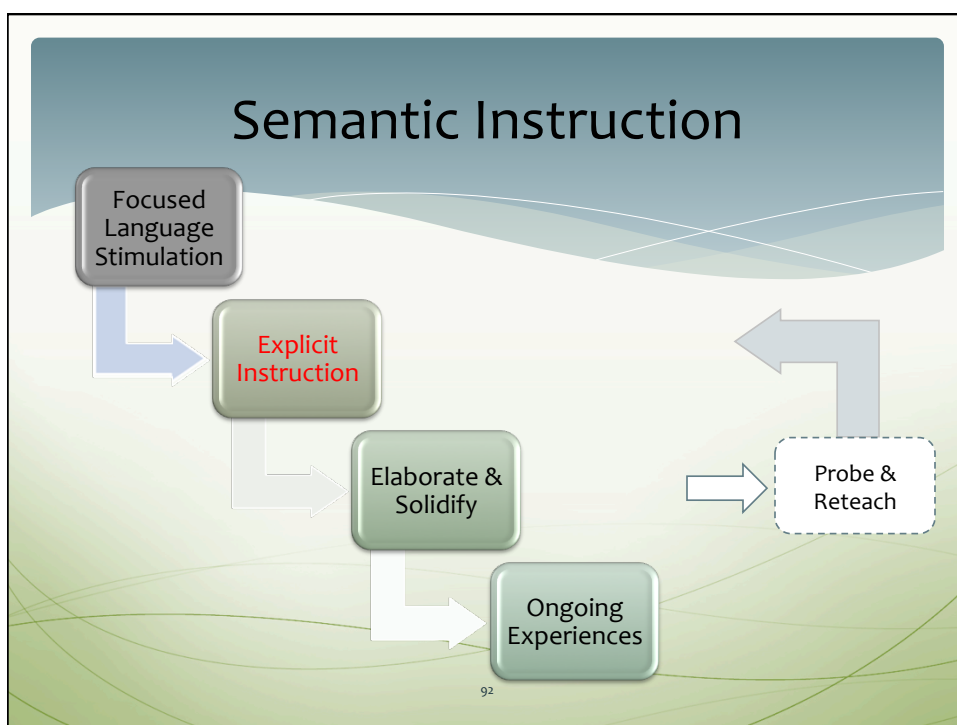 Semantic Instruction
Focused
Language
Stimulation
Explicit
Instruction
Elaborate &
Solidify
Probe &
Reteach
Ongoing
Experiences
92